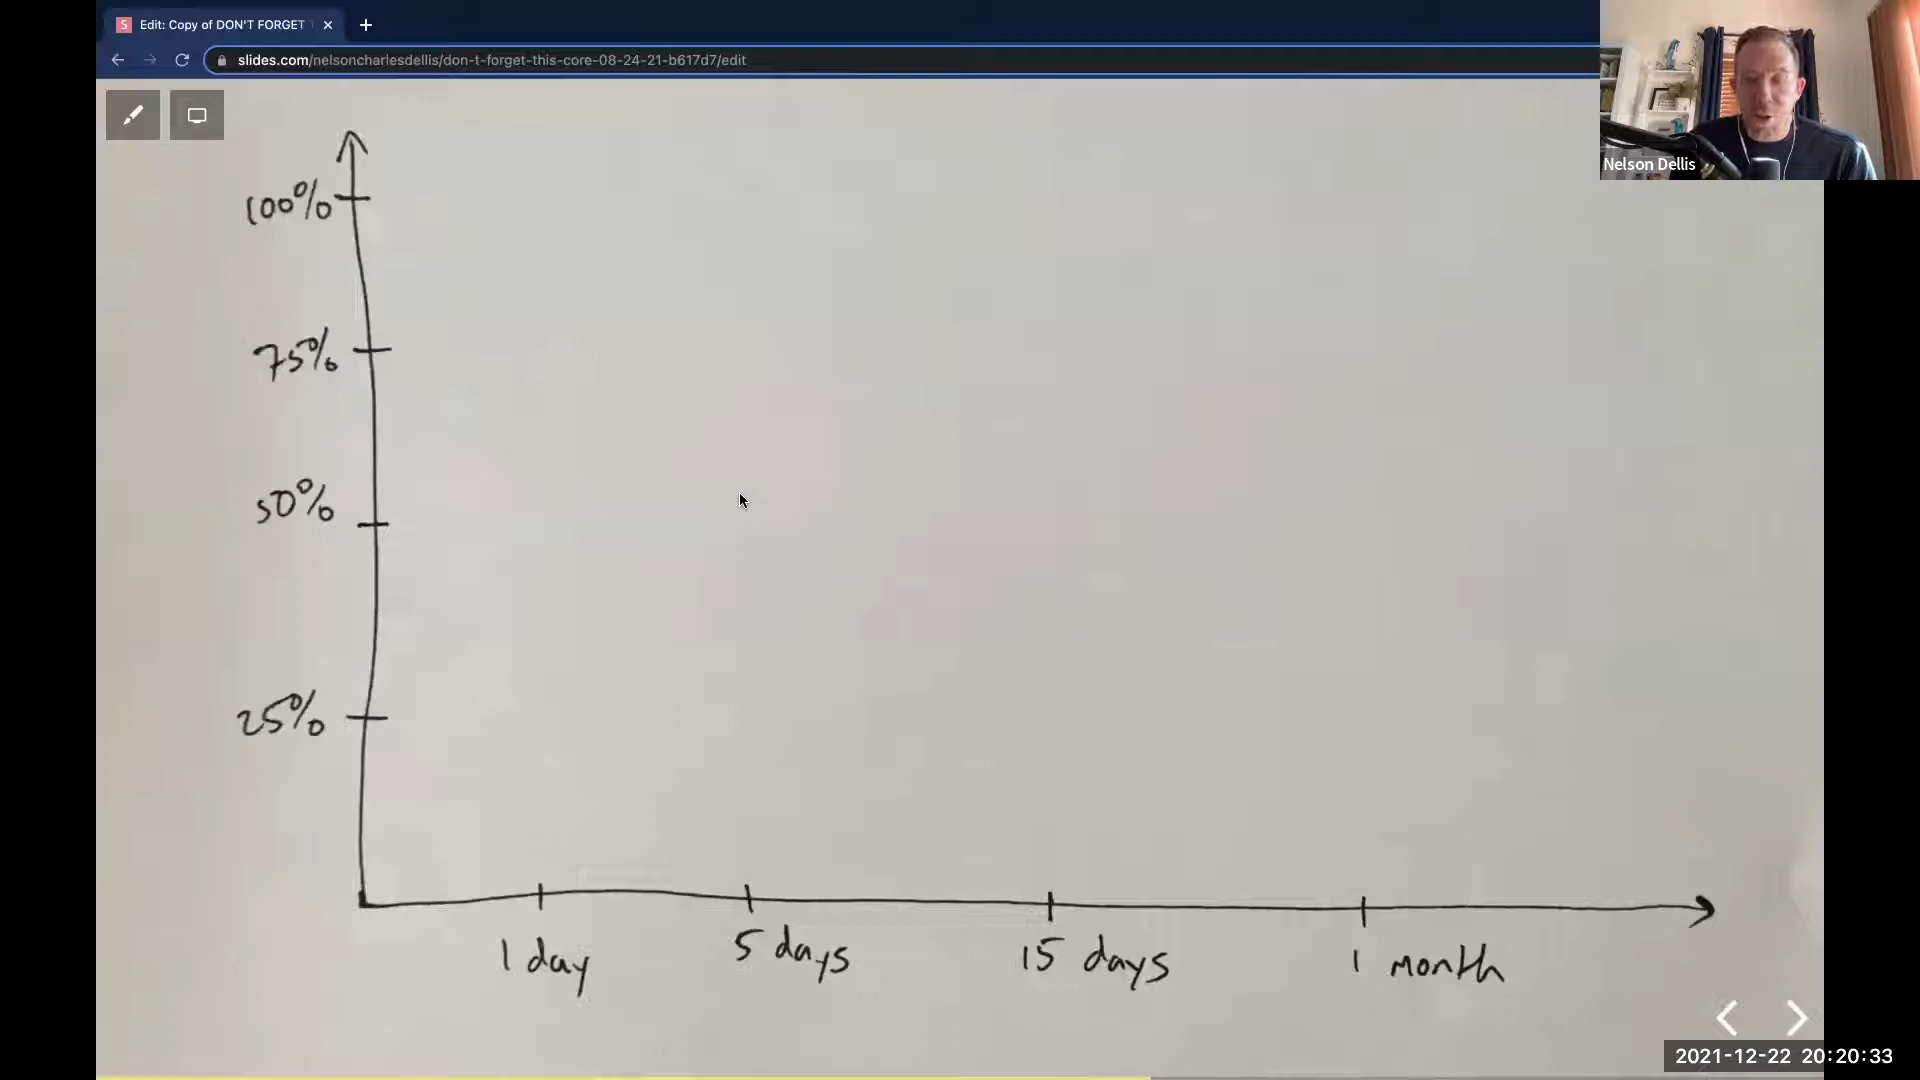 Edit: Copy of DON'T FORGET
slides.com/nelsoncharlesdellis/don-t-forget-this-core-08-24-21-b617d7/edit
Nelson Dellis
100%
75%
50%
25%
1 day
5 days
15 days
1 month
2021-12-22 20:20:33